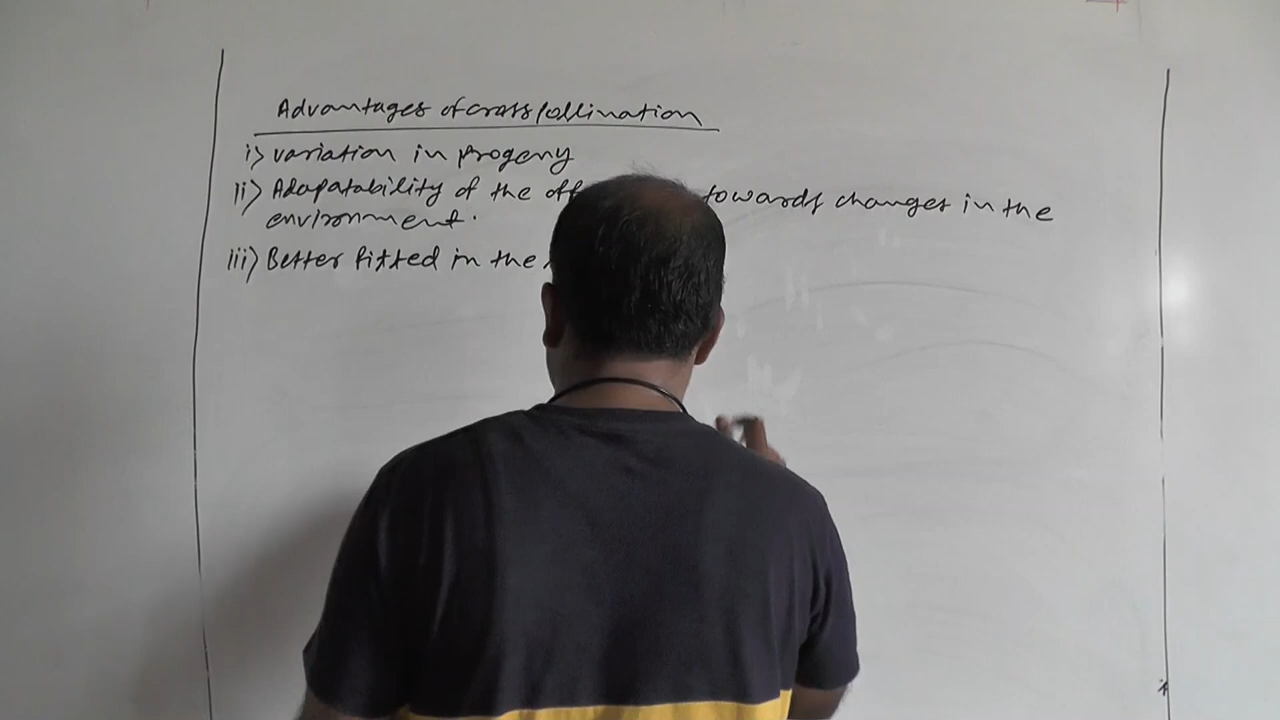 Advantages of cross pollination
i) variation in progeny
ii) Adapatability of the off towards changes in the
environment.
iii) Better fitted in the